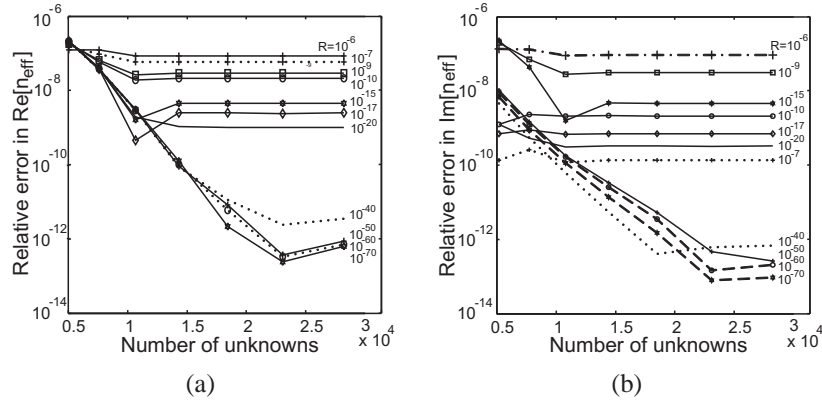 Relative error in Re[n_eff]
10^-6
10^-8
10^-10
10^-12
10^-14
R=10^-6
10^-7
10^-9
10^-10
10^-15
10^-17
10^-20
10^-40
10^-50
10^-60
10^-70
0.5 1 1.5 2 2.5 3
x 10^4
Number of unknowns
(a)
Relative error in Im[n_eff]
10^-6
10^-8
10^-10
10^-12
10^-14
R=10^-6
10^-9
10^-15
10^-10
10^-17
10^-20
10^-7
10^-40
10^-50
10^-60
10^-70
0.5 1 1.5 2 2.5 3
x 10^4
Number of unknowns
(b)